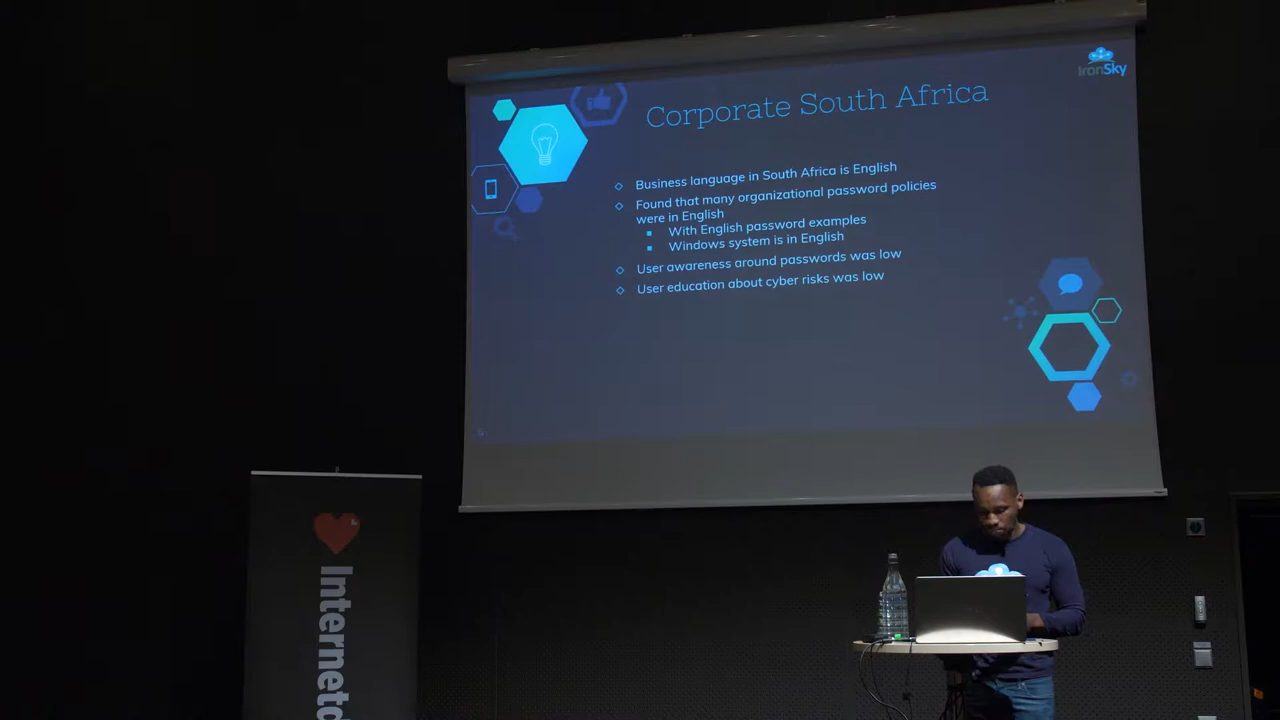 IronSky
Corporate South Africa
Business language in South Africa is English
Found that many organizational password policies
were in English
With English password examples
Windows system is in English
User awareness around passwords was low
User education about cyber risks was low